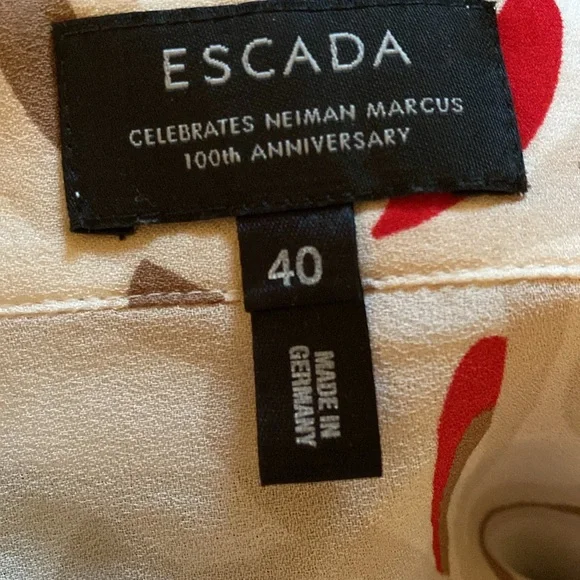 ESCADA
CELEBRATES NEIMAN MARCUS
100th ANNIVERSARY
40
MADE IN
GERMANY